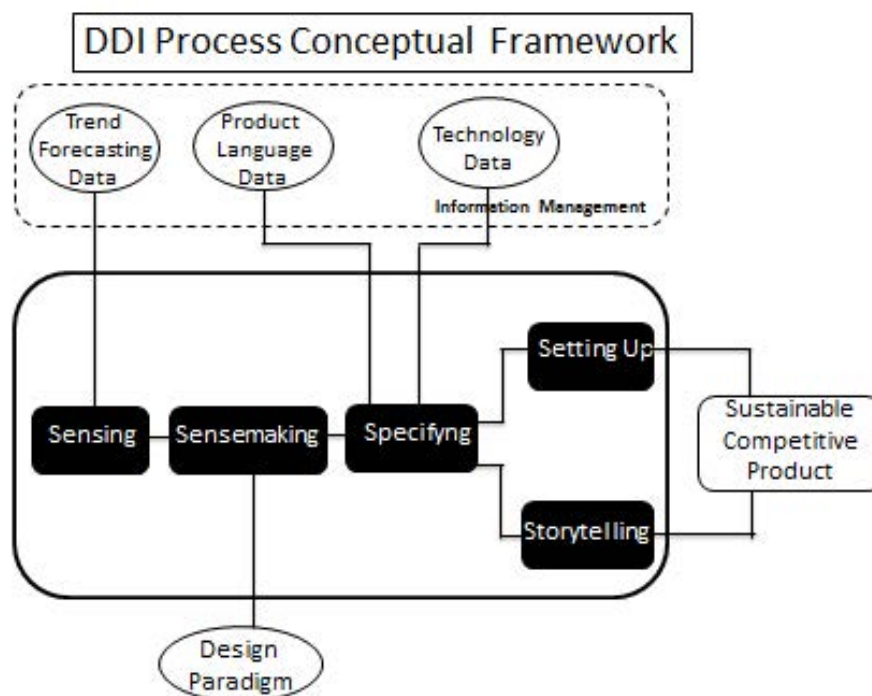 DDI Process Conceptual Framework
Trend
Forecasting
Data
Product
Language
Data
Technology
Data
Information Management
Setting Up
Sensing
Sensemaking
Specifyng
Sustainable
Competitive
Product
Storytelling
Design
Paradigm